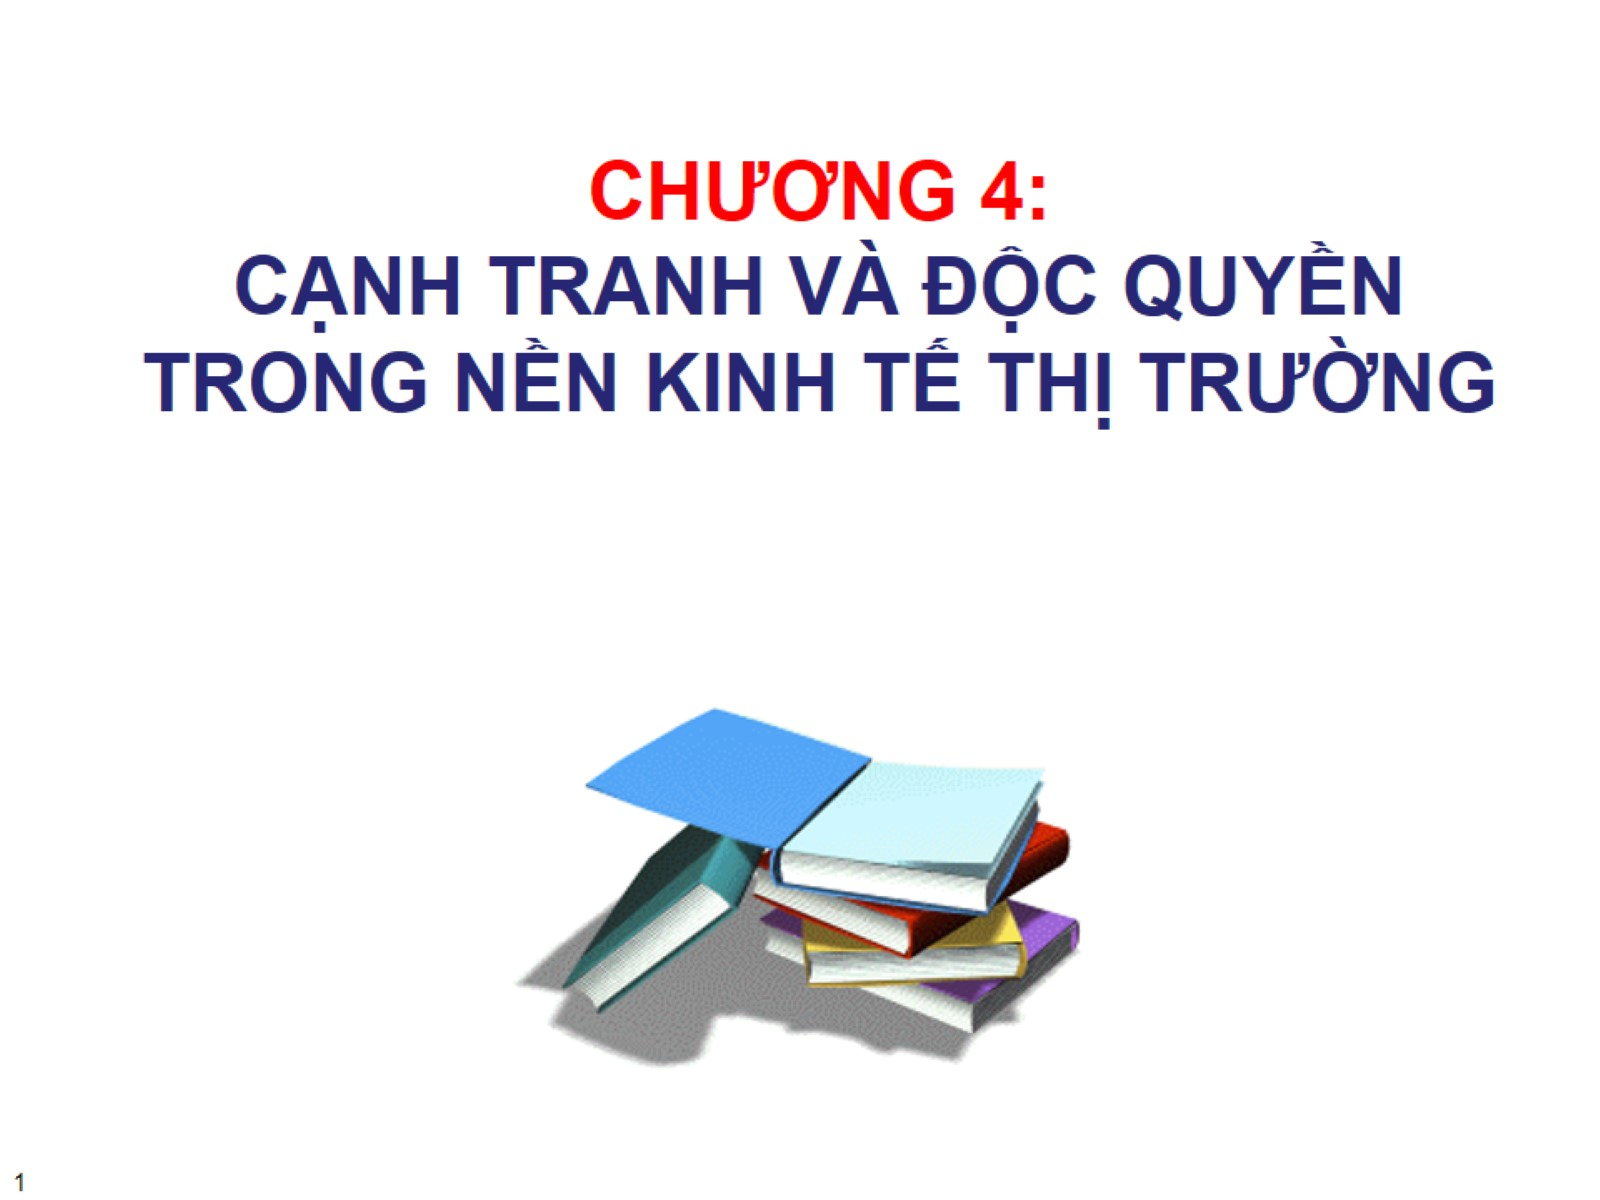 CHƯƠNG 4:
CẠNH TRANH VÀ ĐỘC QUYỀN
TRONG NỀN KINH TẾ THỊ TRƯỜNG
1